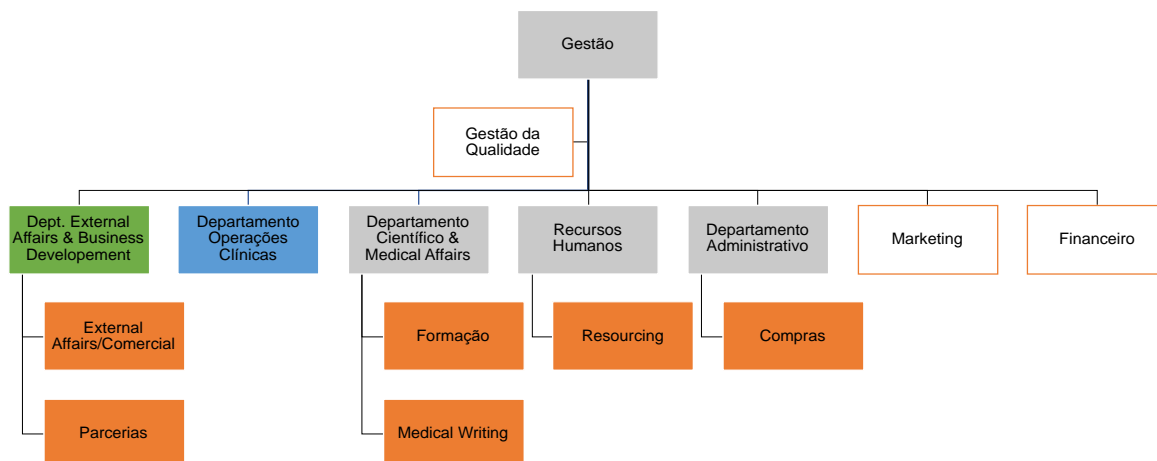 Gestão
Gestão da
Qualidade
Dept. External
Affairs & Business
Developement
Departamento
Operações
Clínicas
Departamento
Científico &
Medical Affairs
Recursos
Humanos
Departamento
Administrativo
Marketing
Financeiro
External
Affairs/Comercial
Formação
Resourcing
Compras
Parcerias
Medical Writing